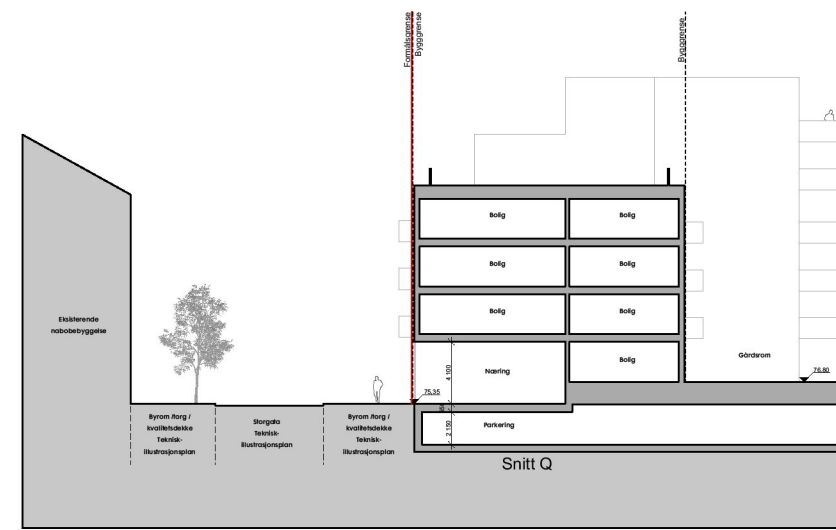 Formålsgrense
Byggegrense
Byggegrense
Bolig
Bolig
Bolig
Bolig
Bolig
Bolig
Bolig
Eksisterende
nabobebyggelse
Næring
4 100
Gårdsrom
76,80
75,35
Byrom /torg /
kvalitetsdekke
Teknisk-
illustrasjonsplan
Storgata
Teknisk-
illustrasjonsplan
Byrom /torg /
kvalitetsdekke
Teknisk-
illustrasjonsplan
Parkering
2 150
Snitt Q